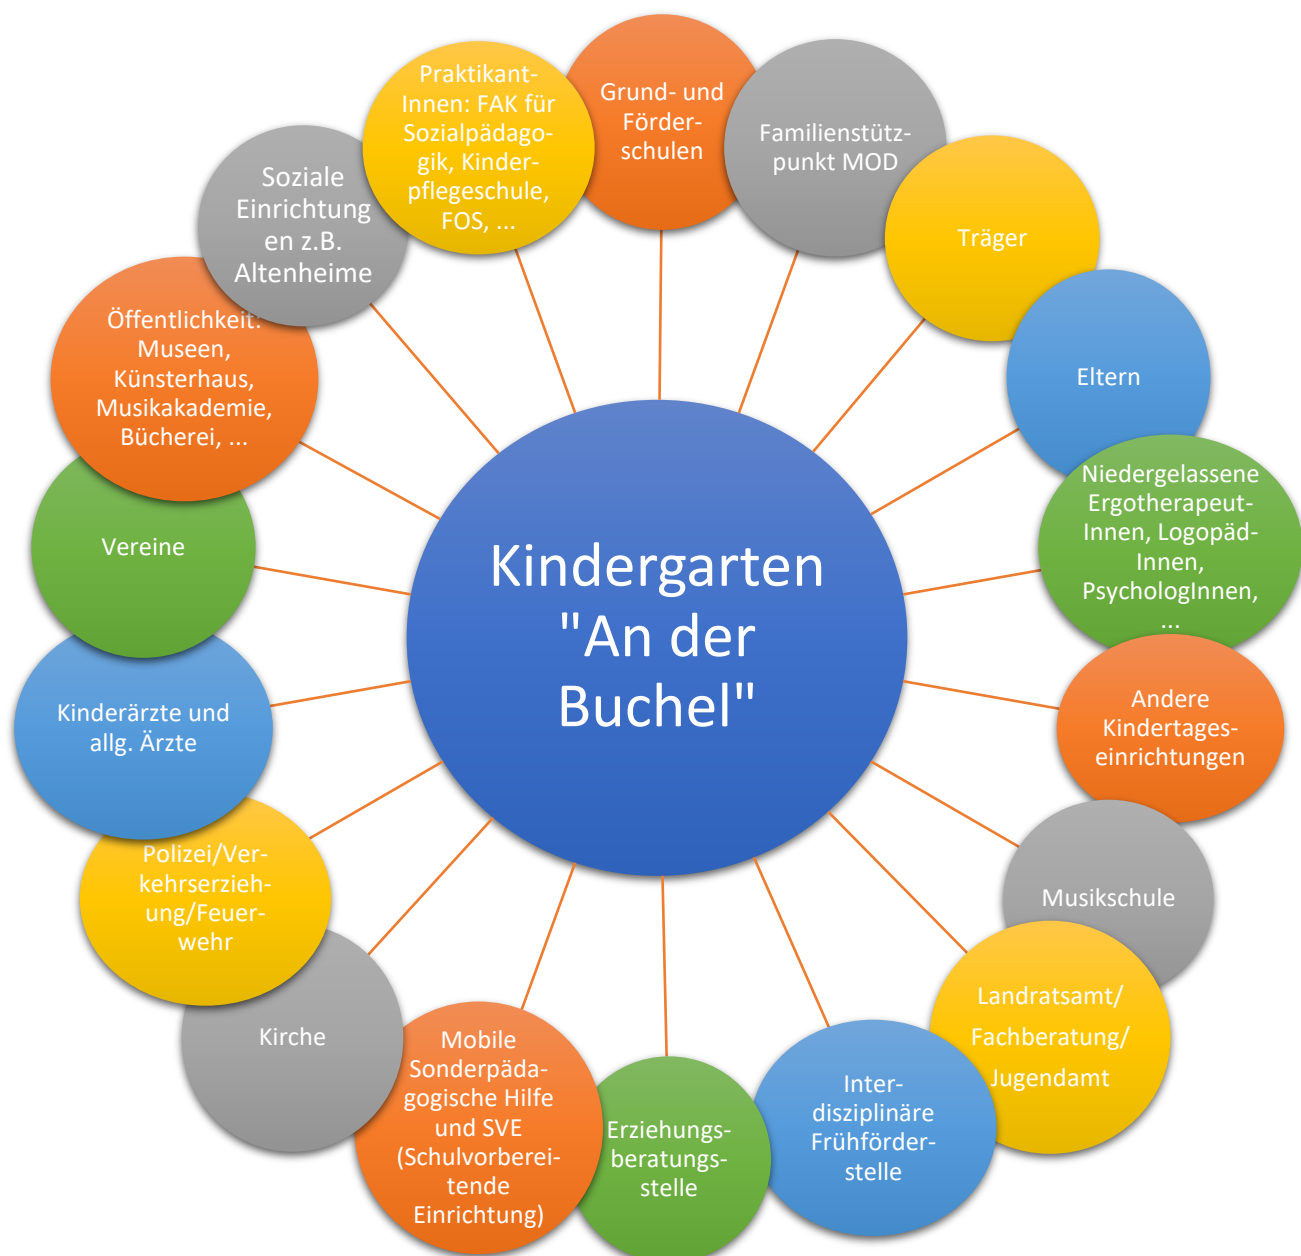 Praktikant-
Innen: FAK für
Sozialpädago-
gik, Kinder-
pflegeschule,
FOS, ...
Grund- und
Förder-
schulen
Familienstütz-
punkt MOD
Träger
Eltern
Niedergelassene
Ergotherapeut-
Innen, Logopäd-
Innen,
PsychologInnen,
...
Andere
Kindertages-
einrichtungen
Musikschule
Landratsamt/
Fachberatung/
Jugendamt
Inter-
disziplinäre
Frühförder-
stelle
Erziehungs-
beratungs-
stelle
Mobile
Sonderpäda-
gogische Hilfe
und SVE
(Schulvorberei-
tende
Einrichtung)
Kirche
Polizei/Ver-
kehrserzieh-
ung/Feuer-
wehr
Kinderärzte und
allg. Ärzte
Vereine
Öffentlichkeit:
Museen,
Künsterhaus,
Musikakademie,
Bücherei, ...
Soziale
Einrichtung
en z.B.
Altenheime
Kindergarten
"An der
Buchel"